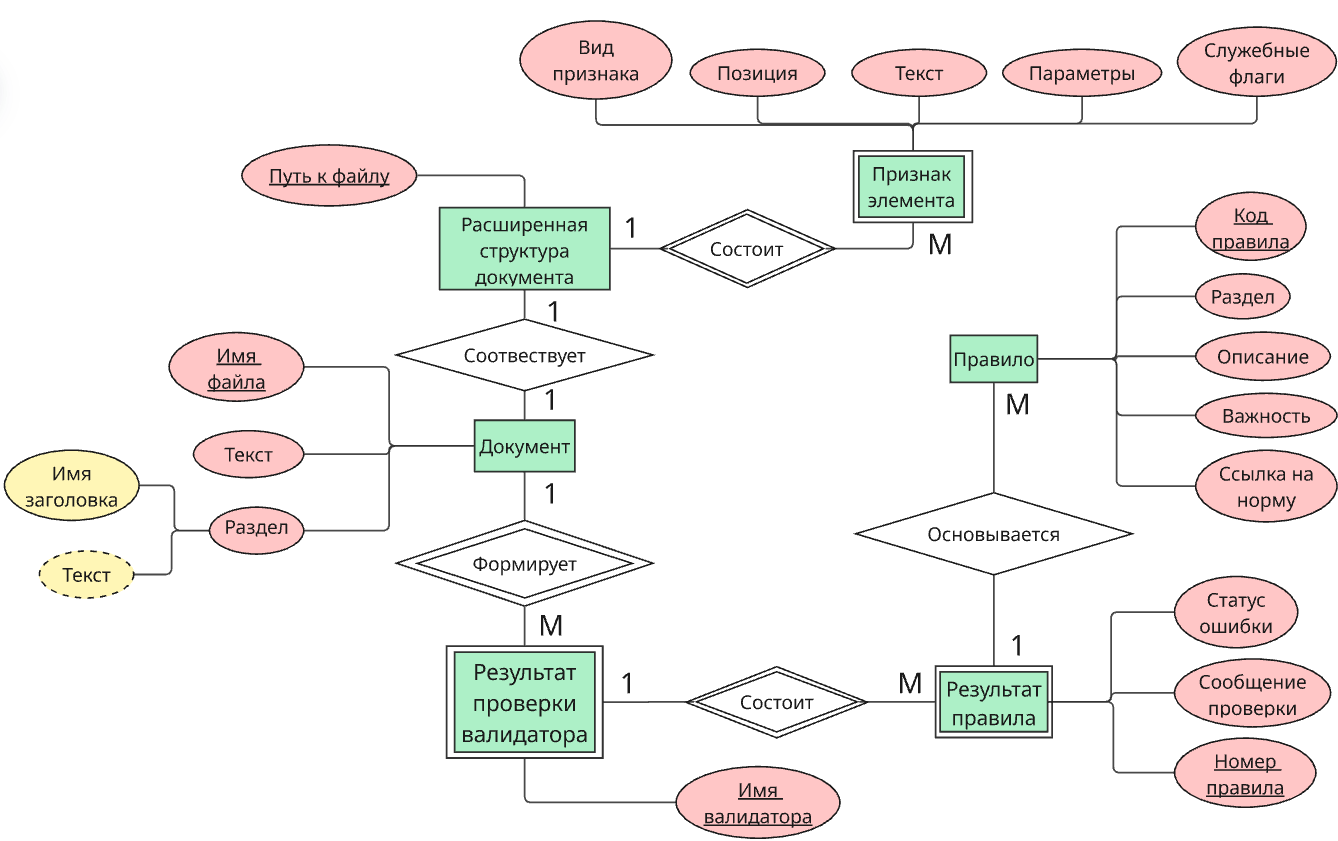 Вид
признака
Позиция
Текст
Параметры
Служебные
флаги
Путь к файлу
Признак
элемента
Расширенная
структура
документа
1
Состоит
М
Код
правила
Раздел
1
Соотвествует
Имя
файла
Правило
Описание
1
М
Важность
Документ
Текст
Имя
заголовка
Ссылка на
норму
1
Раздел
Основывается
Текст
Формирует
Статус
ошибки
М
1
Результат
проверки
валидатора
1
Состоит
М
Результат
правила
Сообщение
проверки
Номер
правила
Имя
валидатора